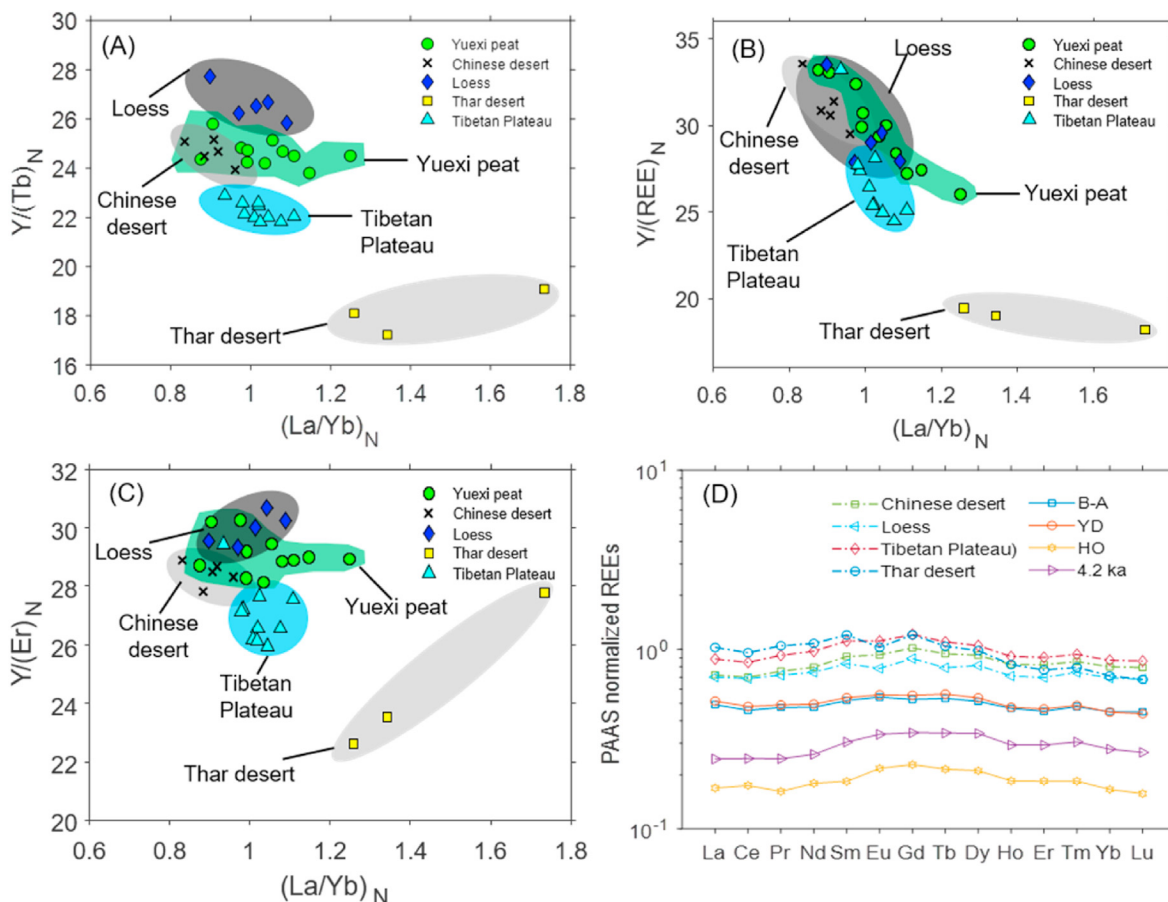 (A)
30
28
26
24
22
20
18
16
Y/(Tb)N
Yuexi peat
Chinese desert
Loess
Thar desert
Tibetan Plateau
Loess
Yuexi peat
Chinese
desert
Tibetan
Plateau
Thar desert
0.6 0.8 1 1.2 1.4 1.6 1.8
(La/Yb)N
(B)
35
30
25
20
Y/(REE)N
Loess
Yuexi peat
Chinese desert
Loess
Thar desert
Tibetan Plateau
Chinese
desert
Yuexi peat
Tibetan
Plateau
Thar desert
0.6 0.8 1 1.2 1.4 1.6 1.8
(La/Yb)N
(C)
32
30
28
26
24
22
20
Y/(Er)N
Yuexi peat
Chinese desert
Loess
Thar desert
Tibetan Plateau
Loess
Chinese
desert
Yuexi peat
Tibetan
Plateau
Thar desert
0.6 0.8 1 1.2 1.4 1.6 1.8
(La/Yb)N
(D)
10^1
10^0
10^-1
PAAS normalized REEs
Chinese desert
Loess
Tibetan Plateau)
Thar desert
B-A
YD
HO
4.2 ka
La Ce Pr Nd Sm Eu Gd Tb Dy Ho Er Tm Yb Lu